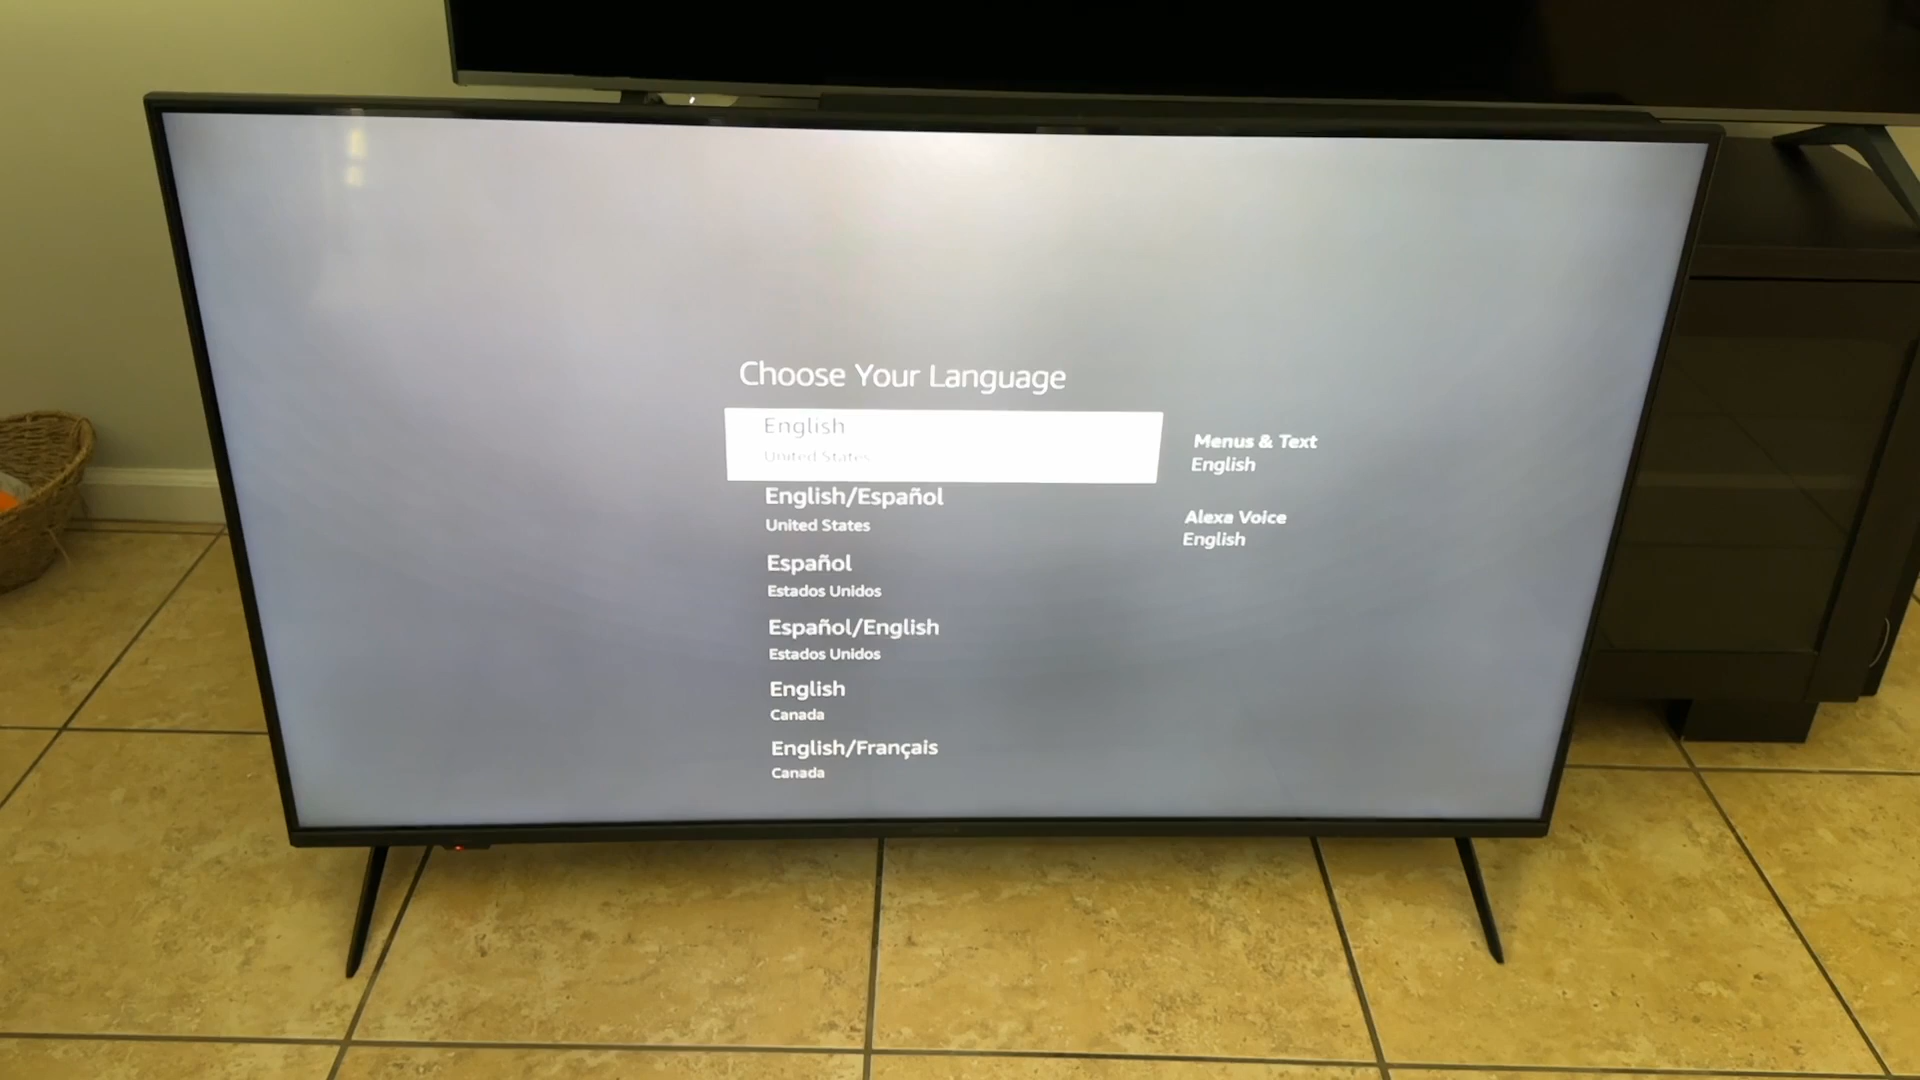 Choose Your Language
English
United States
English/Español
United States
Español
Estados Unidos
Español/English
Estados Unidos
English
Canada
English/Français
Canada
Menus & Text
English
Alexa Voice
English